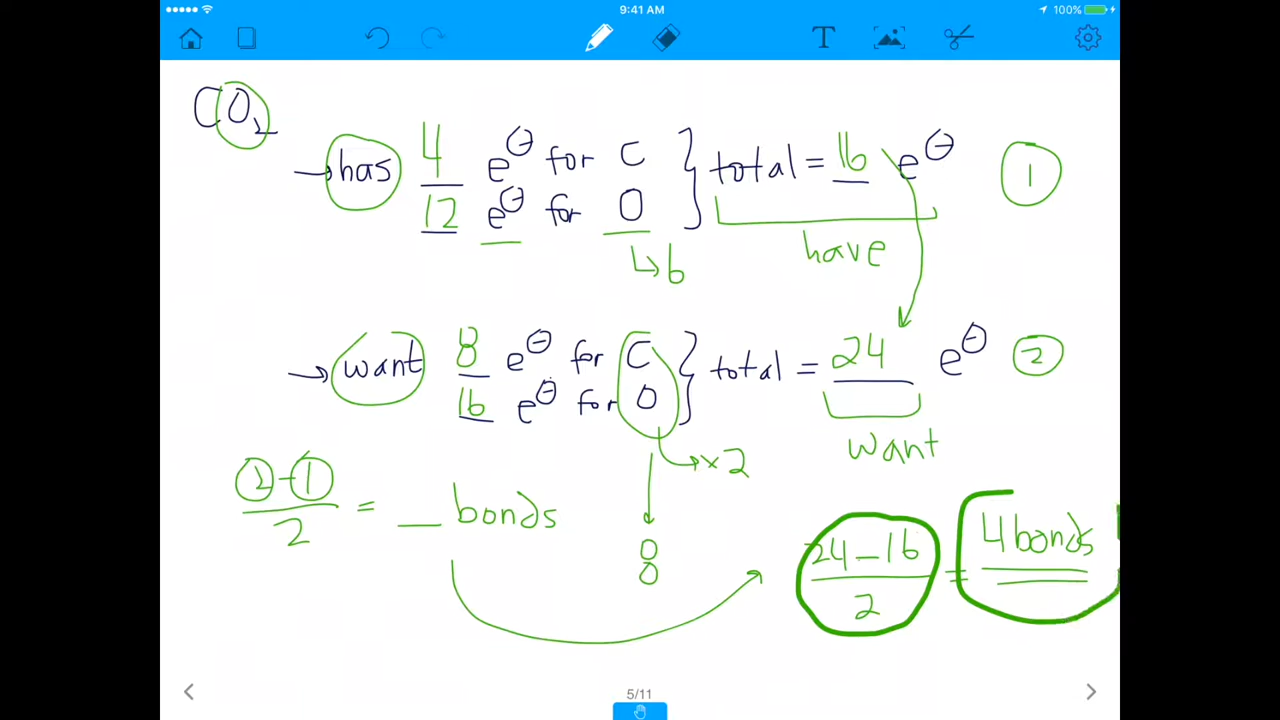 9:41 AM
100%
T
CO₂
→ has 4 e⊖ for C } total = 16 e⊖ ①
12 e⊖ for O
↳ 6
have
→ want 8 e⊖ for C } total = 24 e⊖ ②
16 e⊖ for O
→ ×2
want
(② - ①)/2 = __ bonds
8
(24 - 16)/2 = 4 bonds
5/11